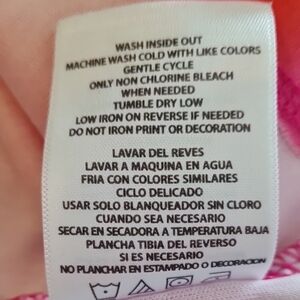 WASH INSIDE OUT
MACHINE WASH COLD WITH LIKE COLORS
GENTLE CYCLE
ONLY NON CHLORINE BLEACH
WHEN NEEDED
TUMBLE DRY LOW
LOW IRON ON REVERSE IF NEEDED
DO NOT IRON PRINT OR DECORATION
LAVAR DEL REVES
LAVAR A MAQUINA EN AGUA
FRIA CON COLORES SIMILARES
CICLO DELICADO
USAR SOLO BLANQUEADOR SIN CLORO
CUANDO SEA NECESARIO
SECAR EN SECADORA A TEMPERATURA BAJA
PLANCHA TIBIA DEL REVERSO
SI ES NECESARIO
NO PLANCHAR EN ESTAMPADO O DECORACION